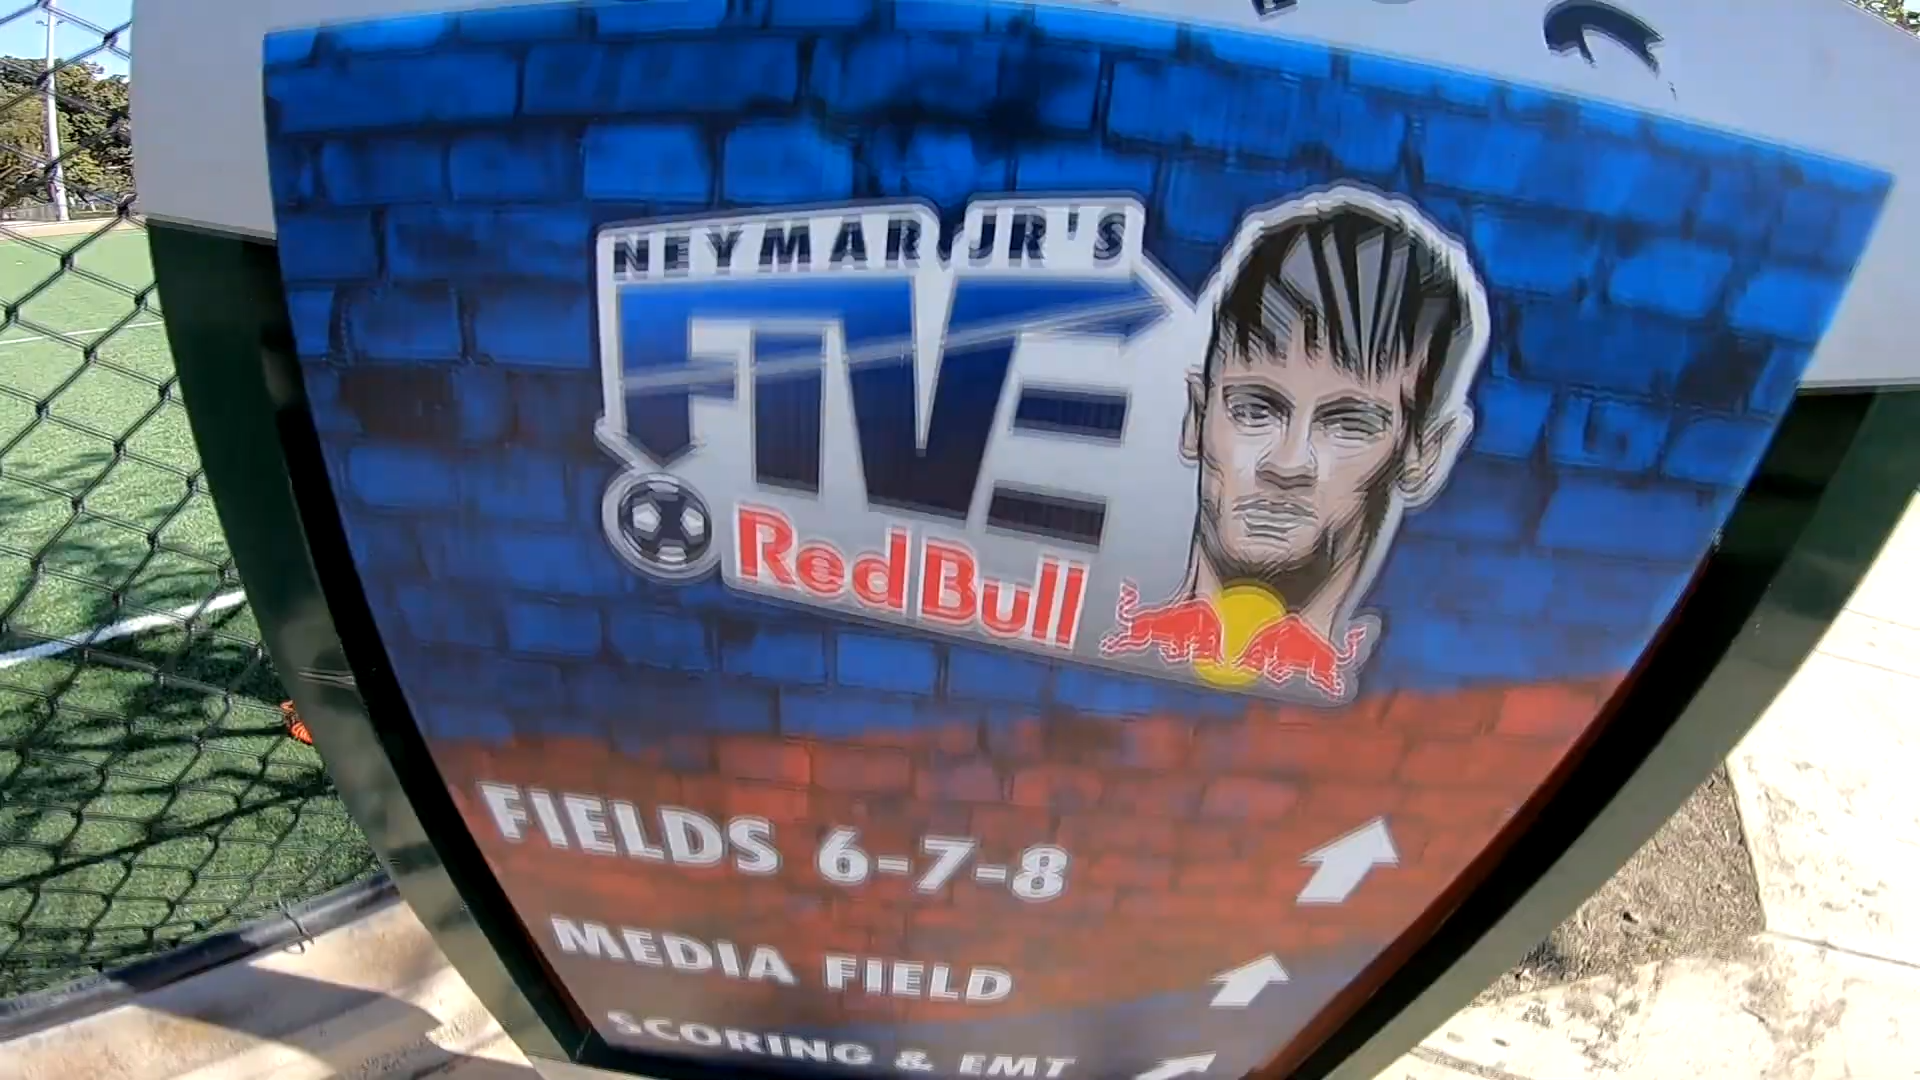 NEYMAR JR'S
FIVE
Red Bull
FIELDS 6-7-8
MEDIA FIELD
SCORING & EMT